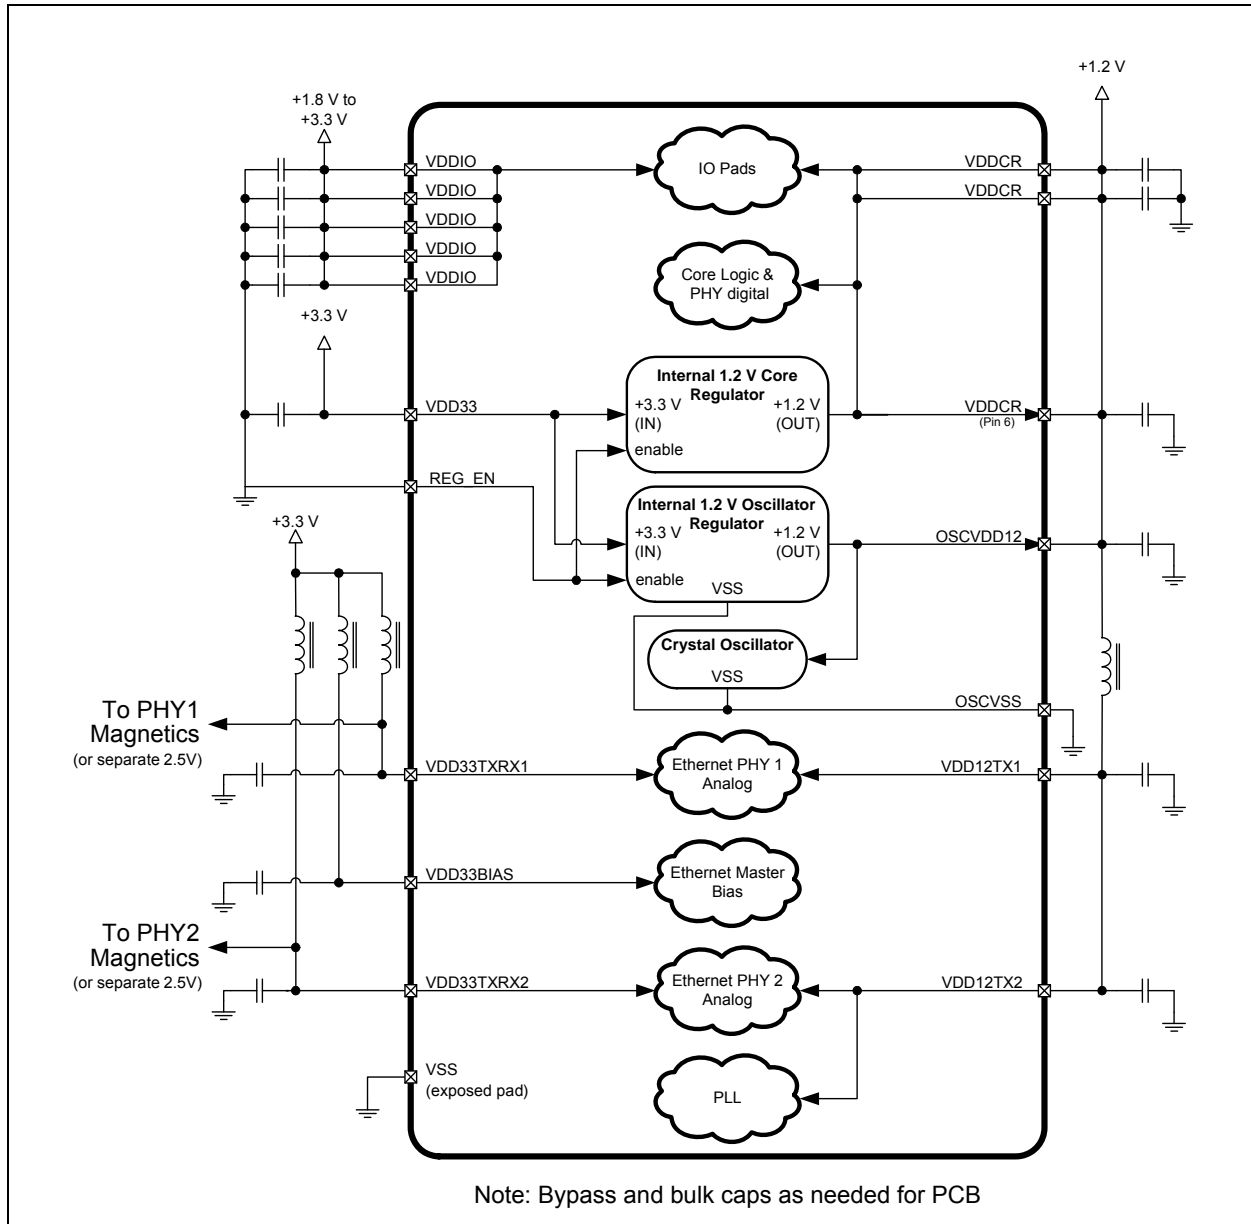 +1.2 V
+1.8 V to
+3.3 V
VDDIO
VDDIO
VDDIO
VDDIO
VDDIO
IO Pads
VDDCR
VDDCR
Core Logic &
PHY digital
+3.3 V
VDD33
Internal 1.2 V Core
Regulator
+3.3 V
(IN)
+1.2 V
(OUT)
enable
VDDCR
(Pin 6)
REG_EN
Internal 1.2 V Oscillator
Regulator
+3.3 V
(IN)
+1.2 V
(OUT)
enable
VSS
OSCVDD12
+3.3 V
Crystal Oscillator
VSS
OSCVSS
To PHY1
Magnetics
(or separate 2.5V)
VDD33TXRX1
Ethernet PHY 1
Analog
VDD12TX1
VDD33BIAS
Ethernet Master
Bias
To PHY2
Magnetics
(or separate 2.5V)
VDD33TXRX2
Ethernet PHY 2
Analog
VDD12TX2
VSS
(exposed pad)
PLL
Note: Bypass and bulk caps as needed for PCB